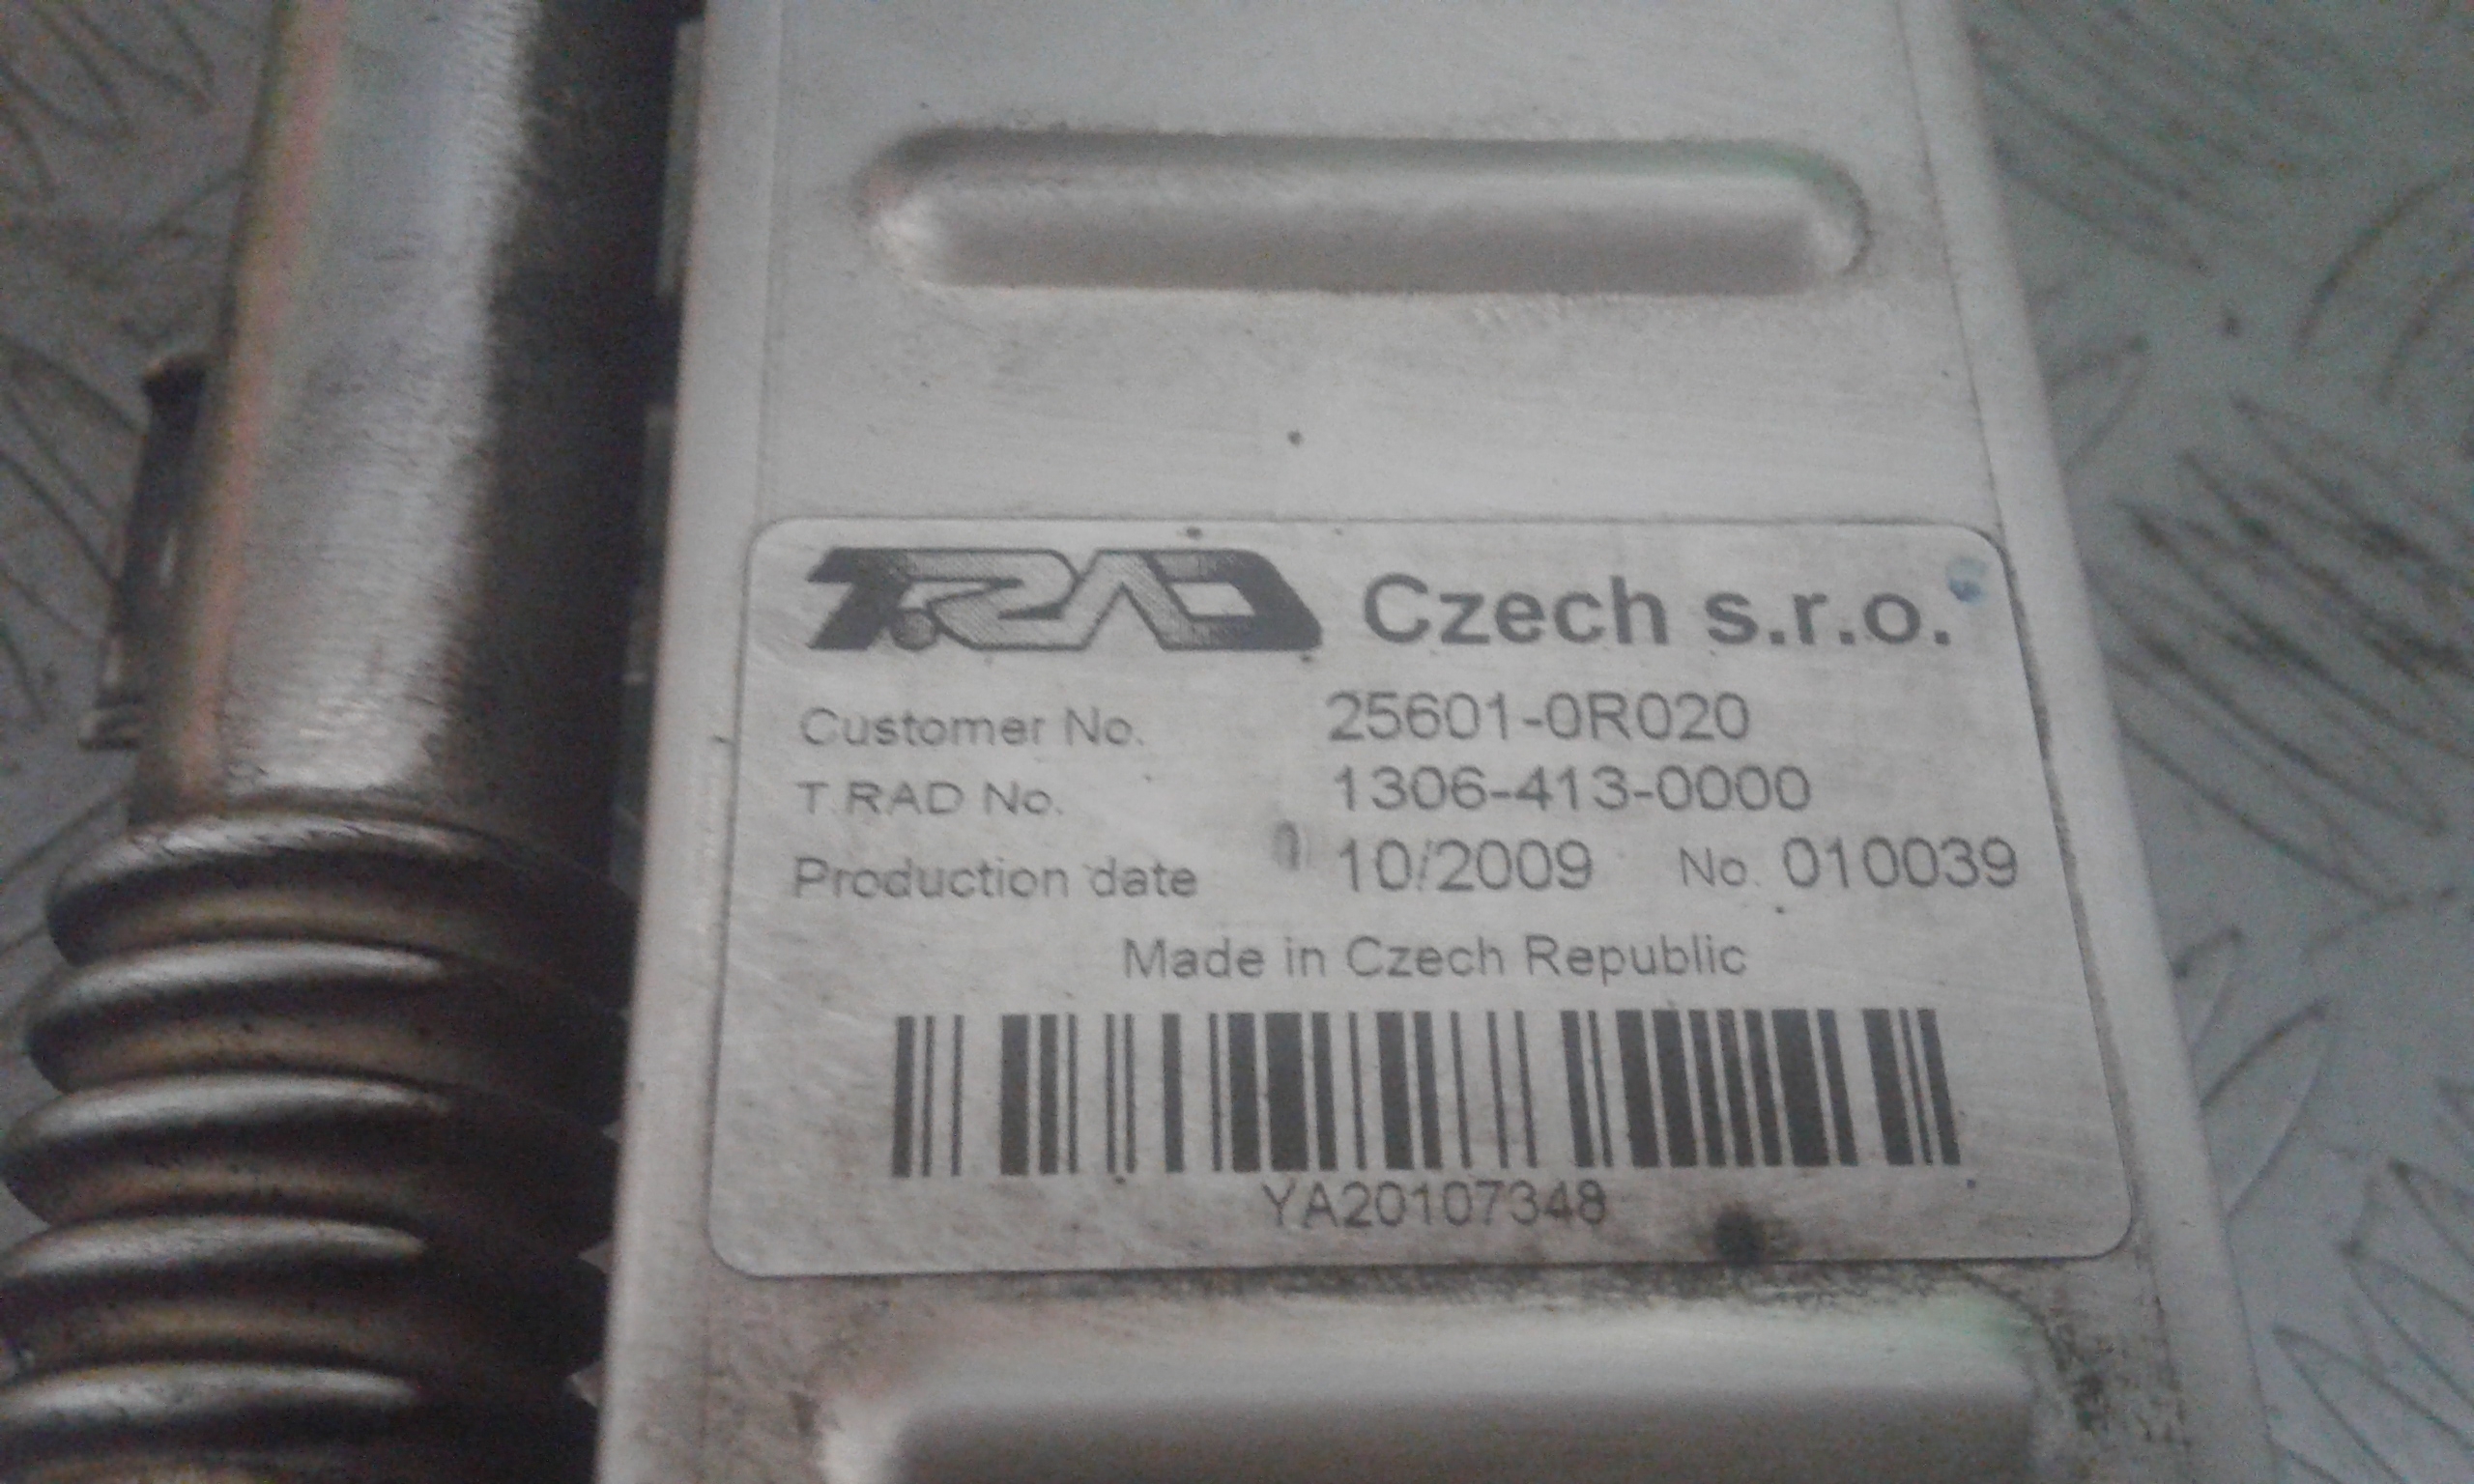 T.RAD Czech s.r.o.
Customer No. 25601-0R020
T.RAD No. 1306-413-0000
Production date 10/2009 No. 010039
Made in Czech Republic
YA20107348